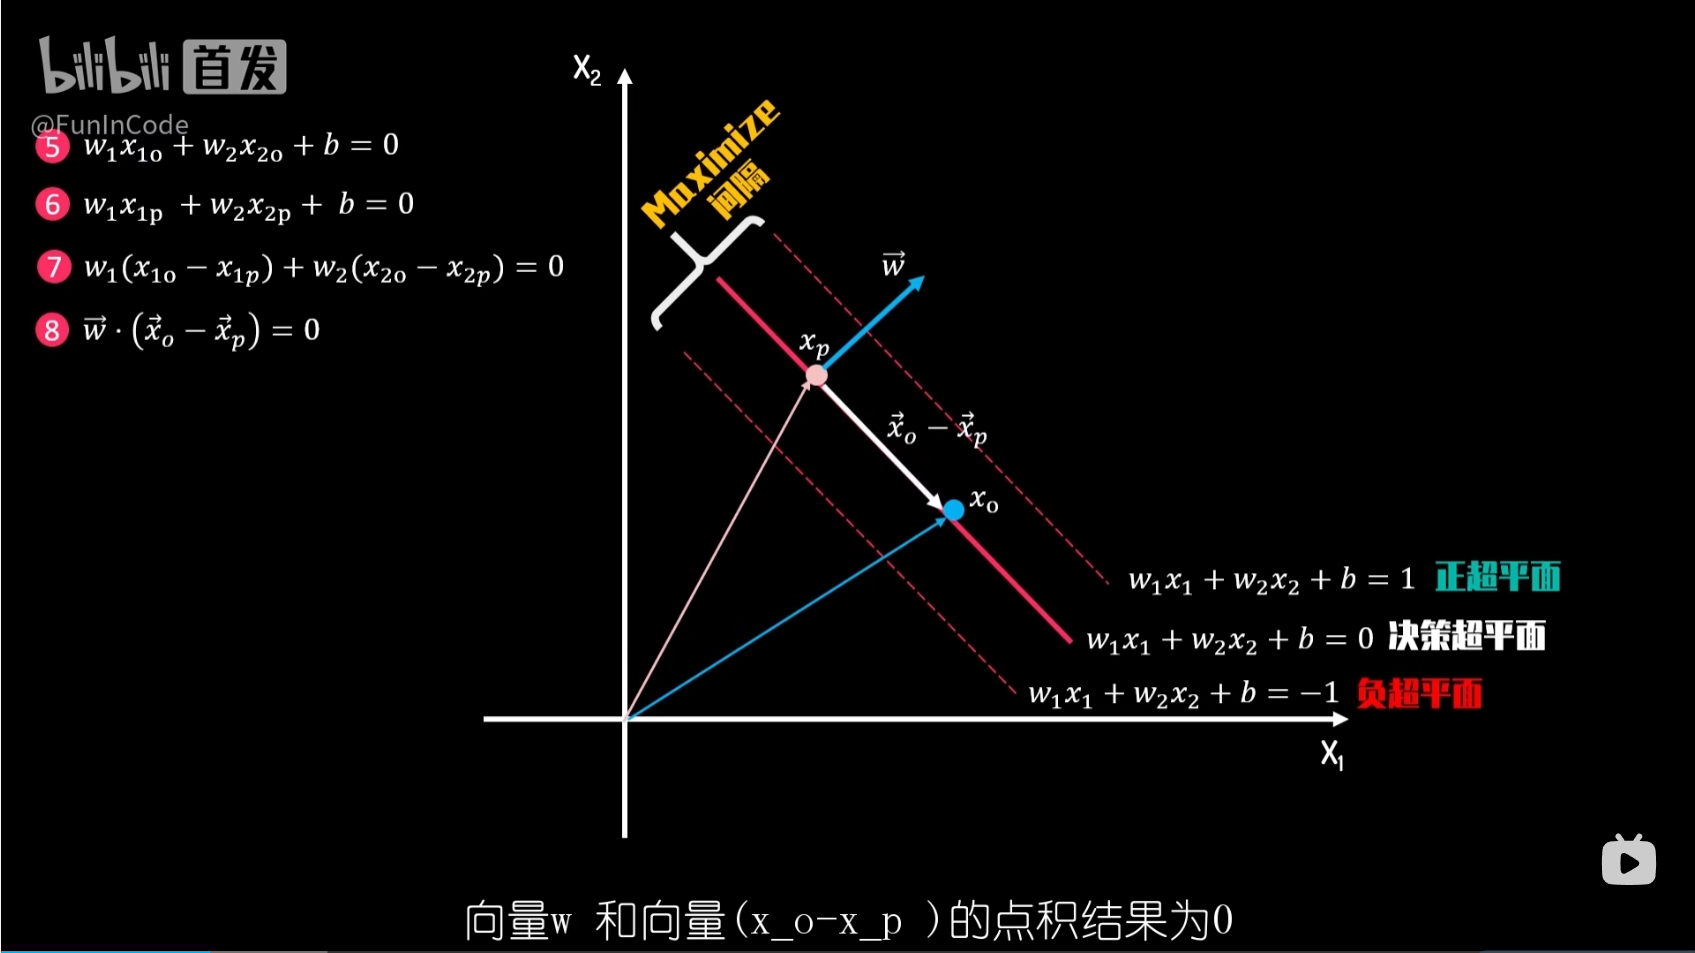 bilibili 首发
@FunInCode
5 w₁x₁ₒ + w₂x₂ₒ + b = 0
6 w₁x₁ₚ + w₂x₂ₚ + b = 0
7 w₁(x₁ₒ − x₁ₚ) + w₂(x₂ₒ − x₂ₚ) = 0
8 w⃗ · (x⃗ₒ − x⃗ₚ) = 0
X₂
Maximize
间隔
w⃗
xₚ
x⃗ₒ − x⃗ₚ
xₒ
w₁x₁ + w₂x₂ + b = 1 正超平面
w₁x₁ + w₂x₂ + b = 0 决策超平面
w₁x₁ + w₂x₂ + b = −1 负超平面
X₁
向量w 和向量(x_o-x_p )的点积结果为0